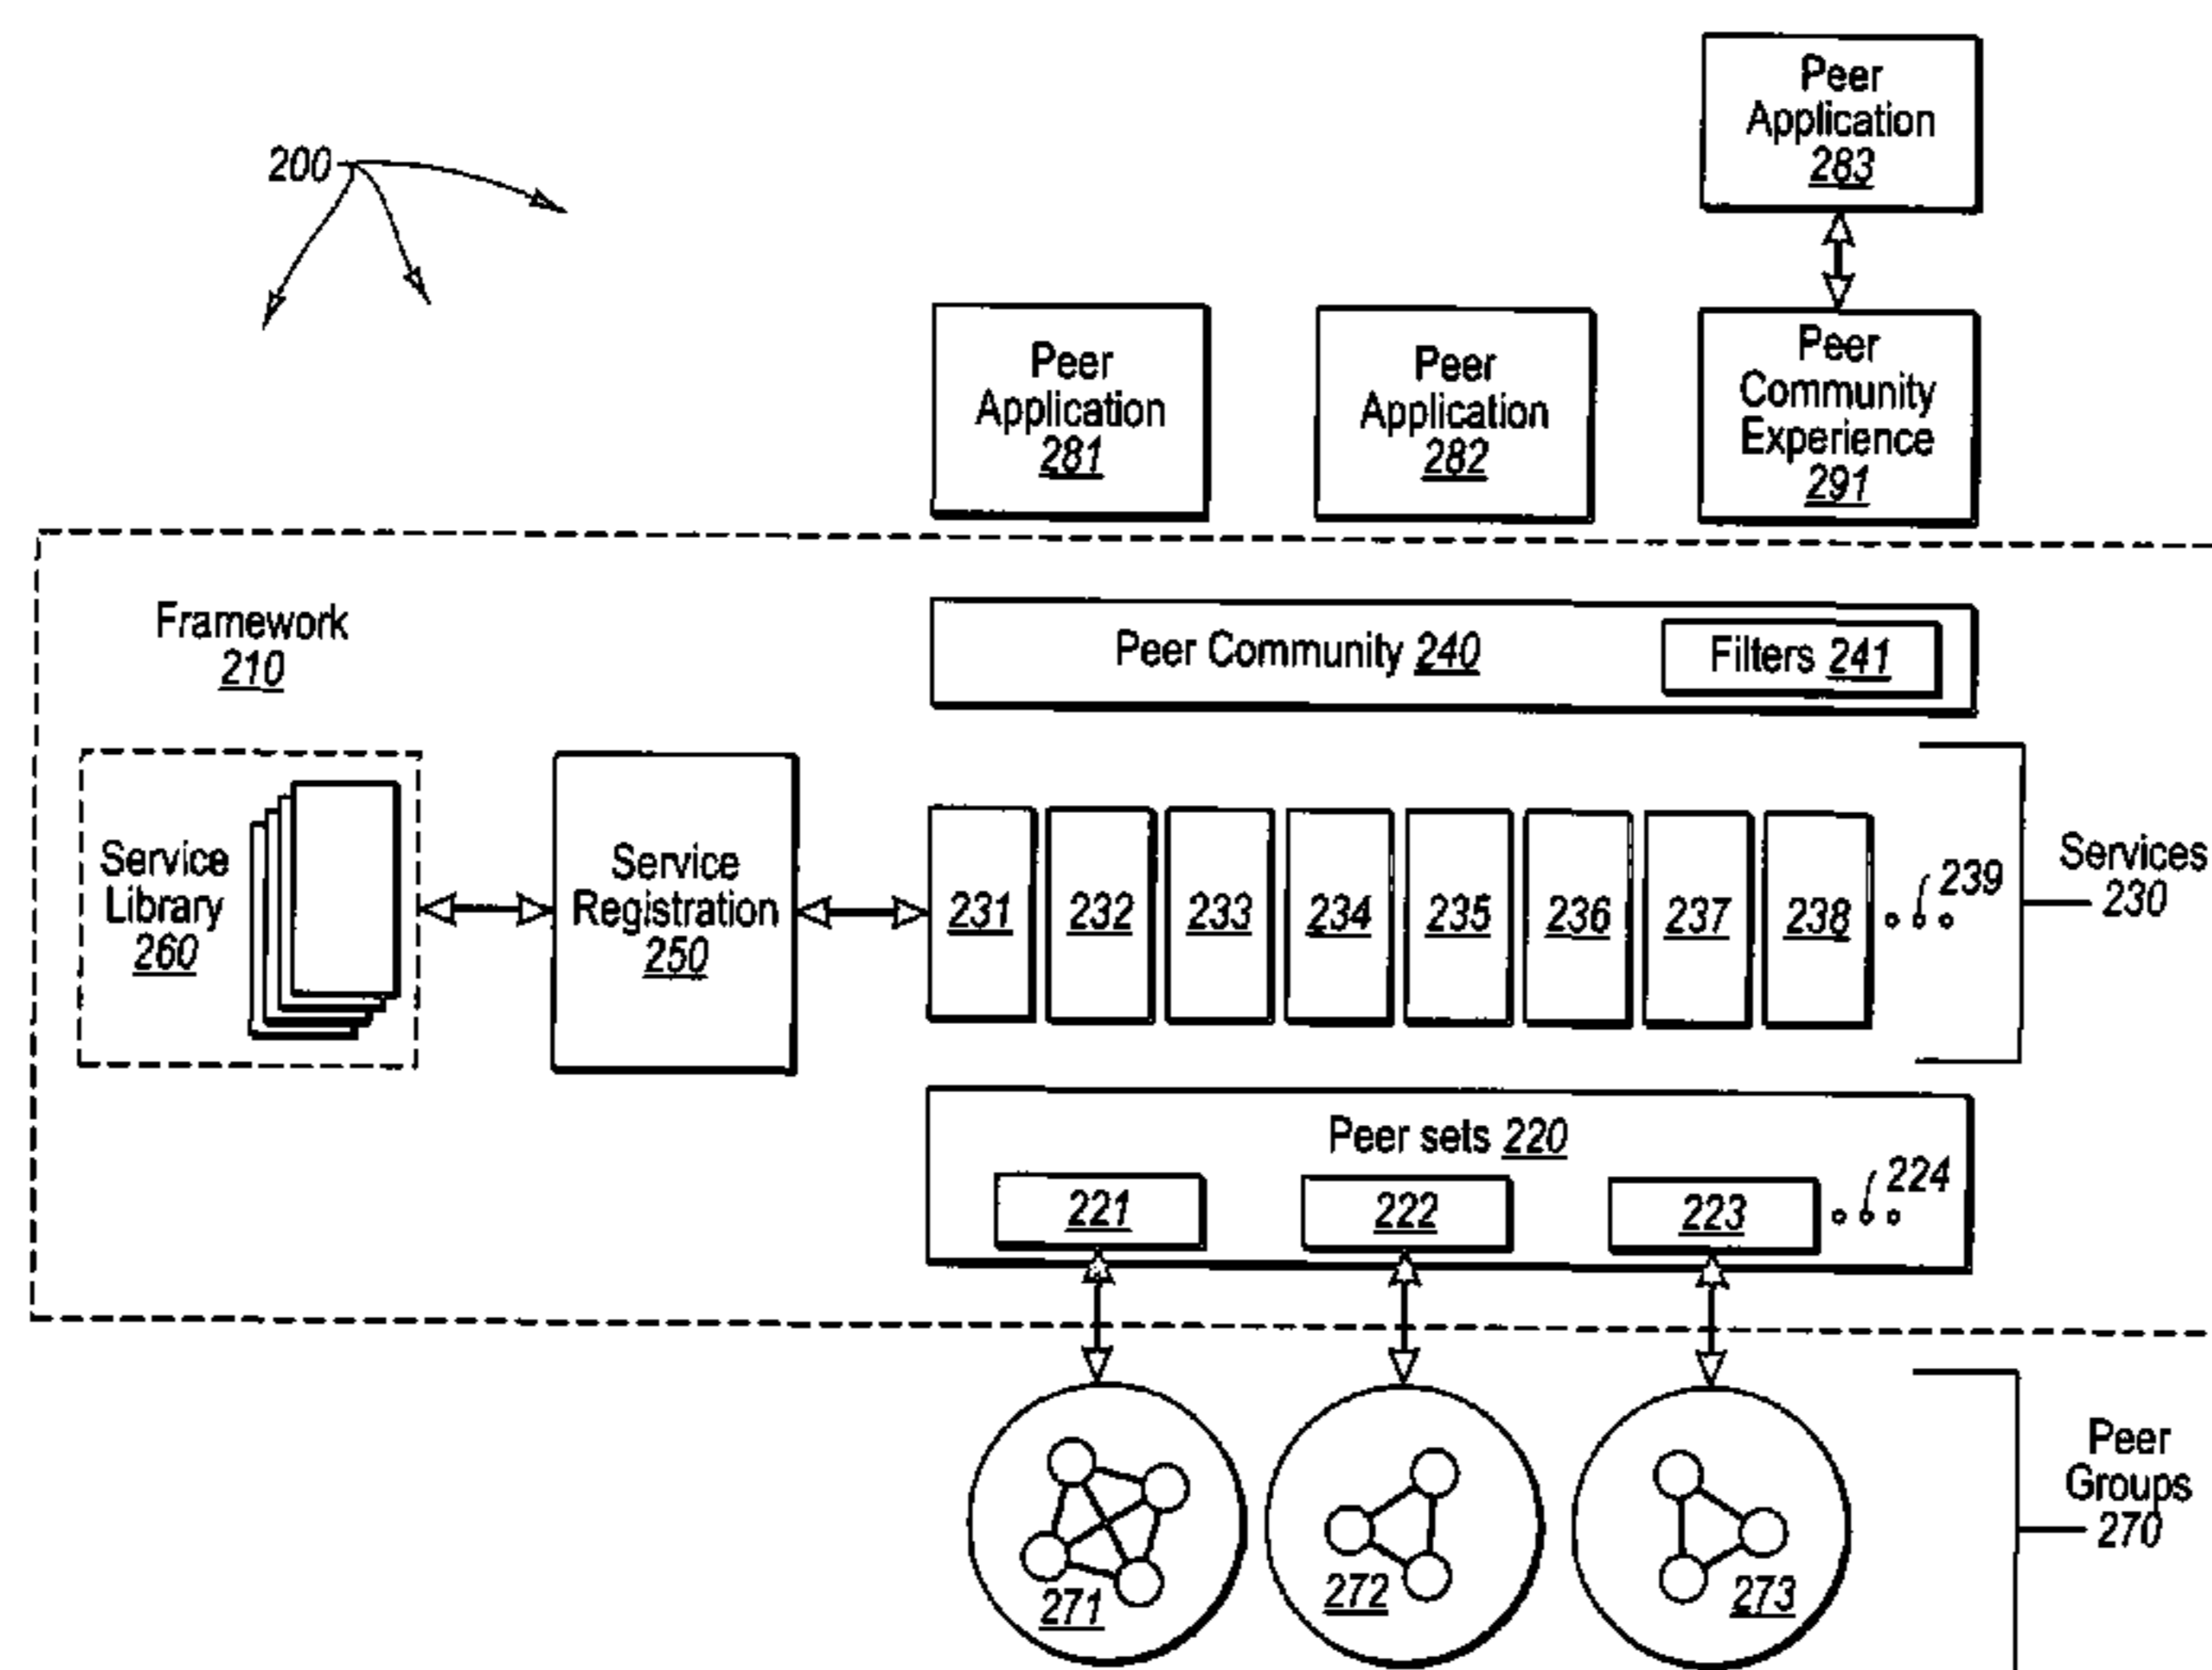 Peer
Application
283
200
Peer
Application
281
Peer
Application
282
Peer
Community
Experience
291
Framework
210
Peer Community 240
Filters 241
Service
Library
260
Service
Registration
250
231
232
233
234
235
236
237
238
239
Services
230
Peer sets 220
221
222
223
224
271
272
273
Peer
Groups
270